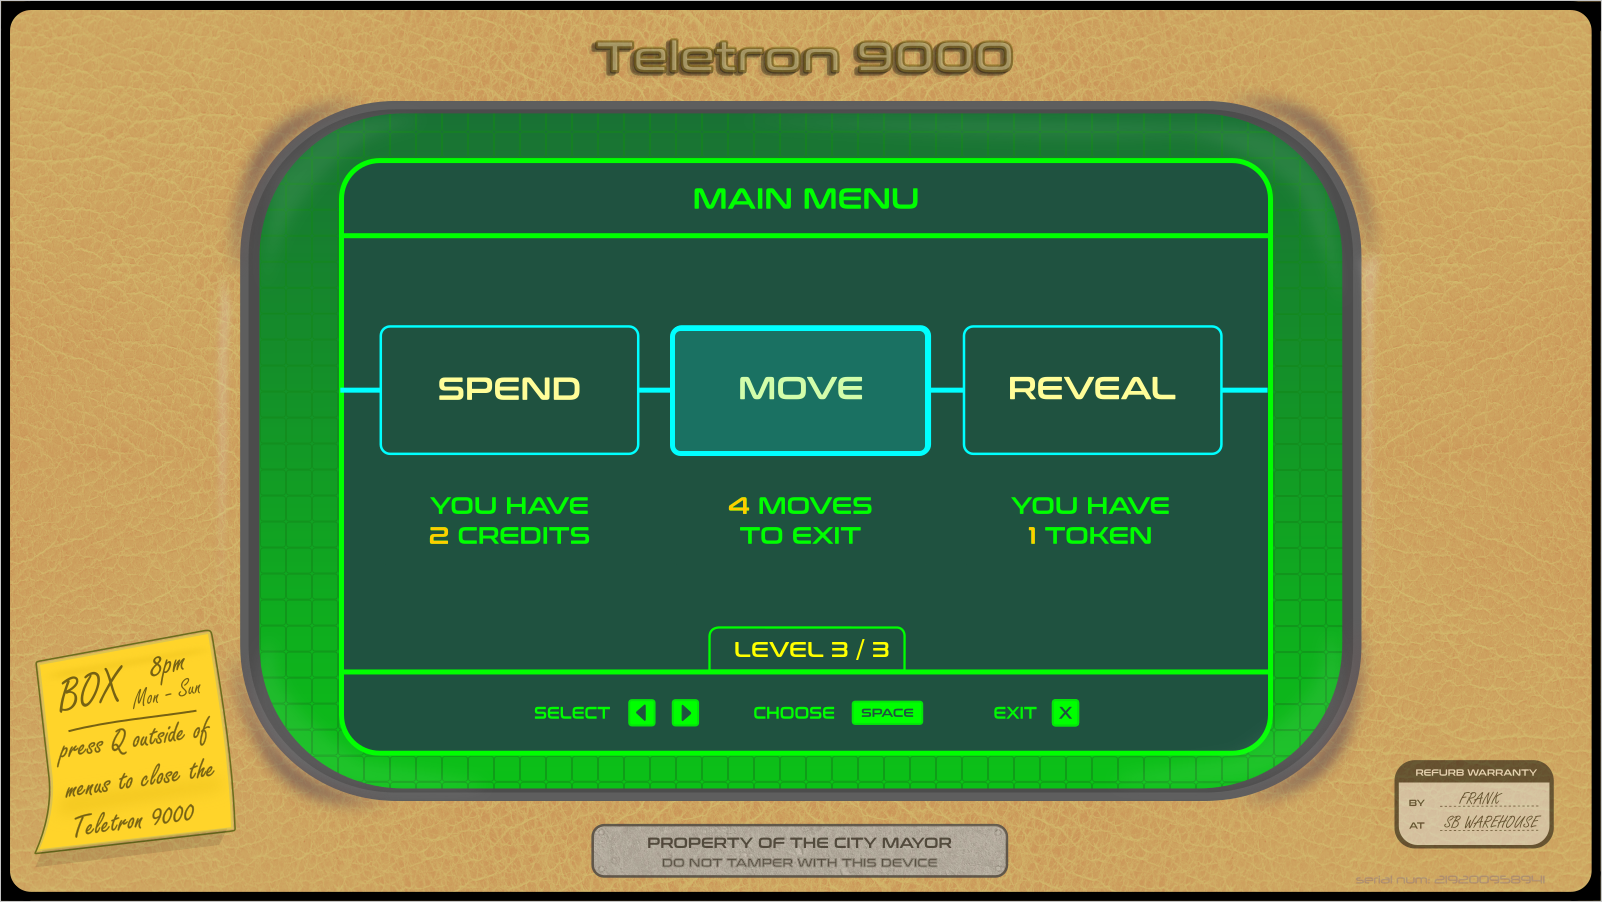 Teletron 9000
MAIN MENU
SPEND
MOVE
REVEAL
YOU HAVE
2 CREDITS
4 MOVES
TO EXIT
YOU HAVE
1 TOKEN
LEVEL 3 / 3
SELECT
CHOOSE SPACE
EXIT X
BOX 8pm
Mon - Sun
press Q outside of
menus to close the
Teletron 9000
PROPERTY OF THE CITY MAYOR
DO NOT TAMPER WITH THIS DEVICE
REFURB WARRANTY
BY FRANK
AT SB WAREHOUSE
serial num: